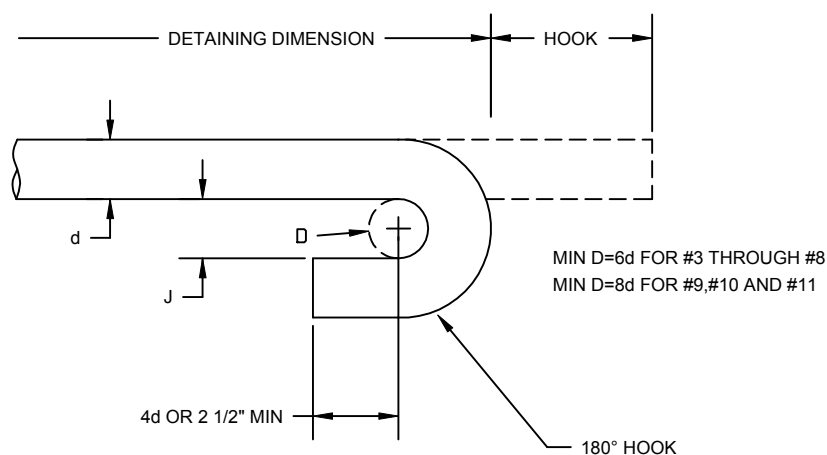 DETAINING DIMENSION
HOOK
d
D
J
MIN D=6d FOR #3 THROUGH #8
MIN D=8d FOR #9,#10 AND #11
4d OR 2 1/2" MIN
180° HOOK